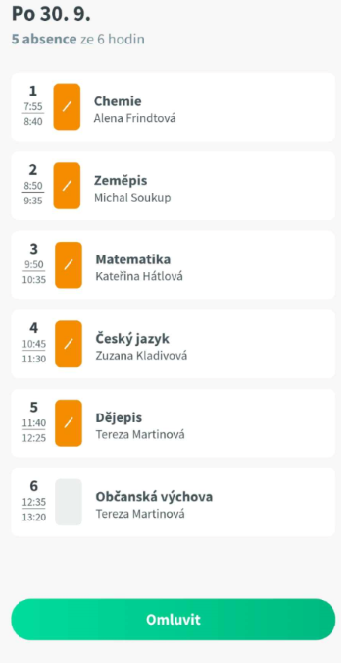 Po 30. 9.
5 absence ze 6 hodin
1
7:55
8:40
Chemie
Alena Frindtová
2
8:50
9:35
Zeměpis
Michal Soukup
3
9:50
10:35
Matematika
Kateřina Hátlová
4
10:45
11:30
Český jazyk
Zuzana Kladivová
5
11:40
12:25
Dějepis
Tereza Martinová
6
12:35
13:20
Občanská výchova
Tereza Martinová
Omluvit